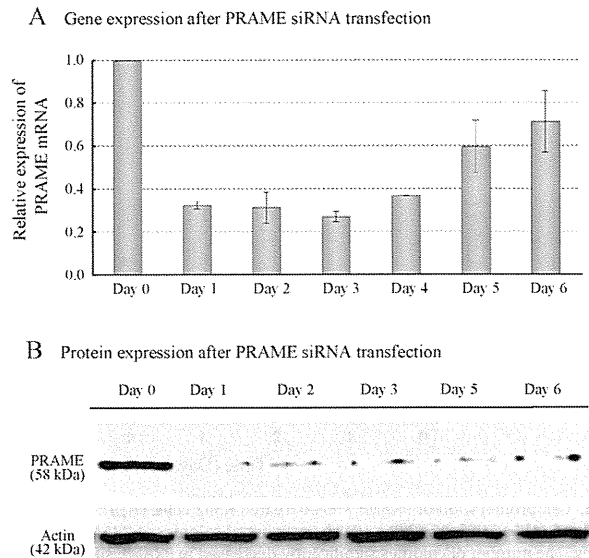 A Gene expression after PRAME siRNA transfection
Relative expression of
PRAME mRNA
1.0
0.8
0.6
0.4
0.2
0.0
Day 0 Day 1 Day 2 Day 3 Day 4 Day 5 Day 6
B Protein expression after PRAME siRNA transfection
Day 0 Day 1 Day 2 Day 3 Day 5 Day 6
PRAME
(58 kDa)
Actin
(42 kDa)